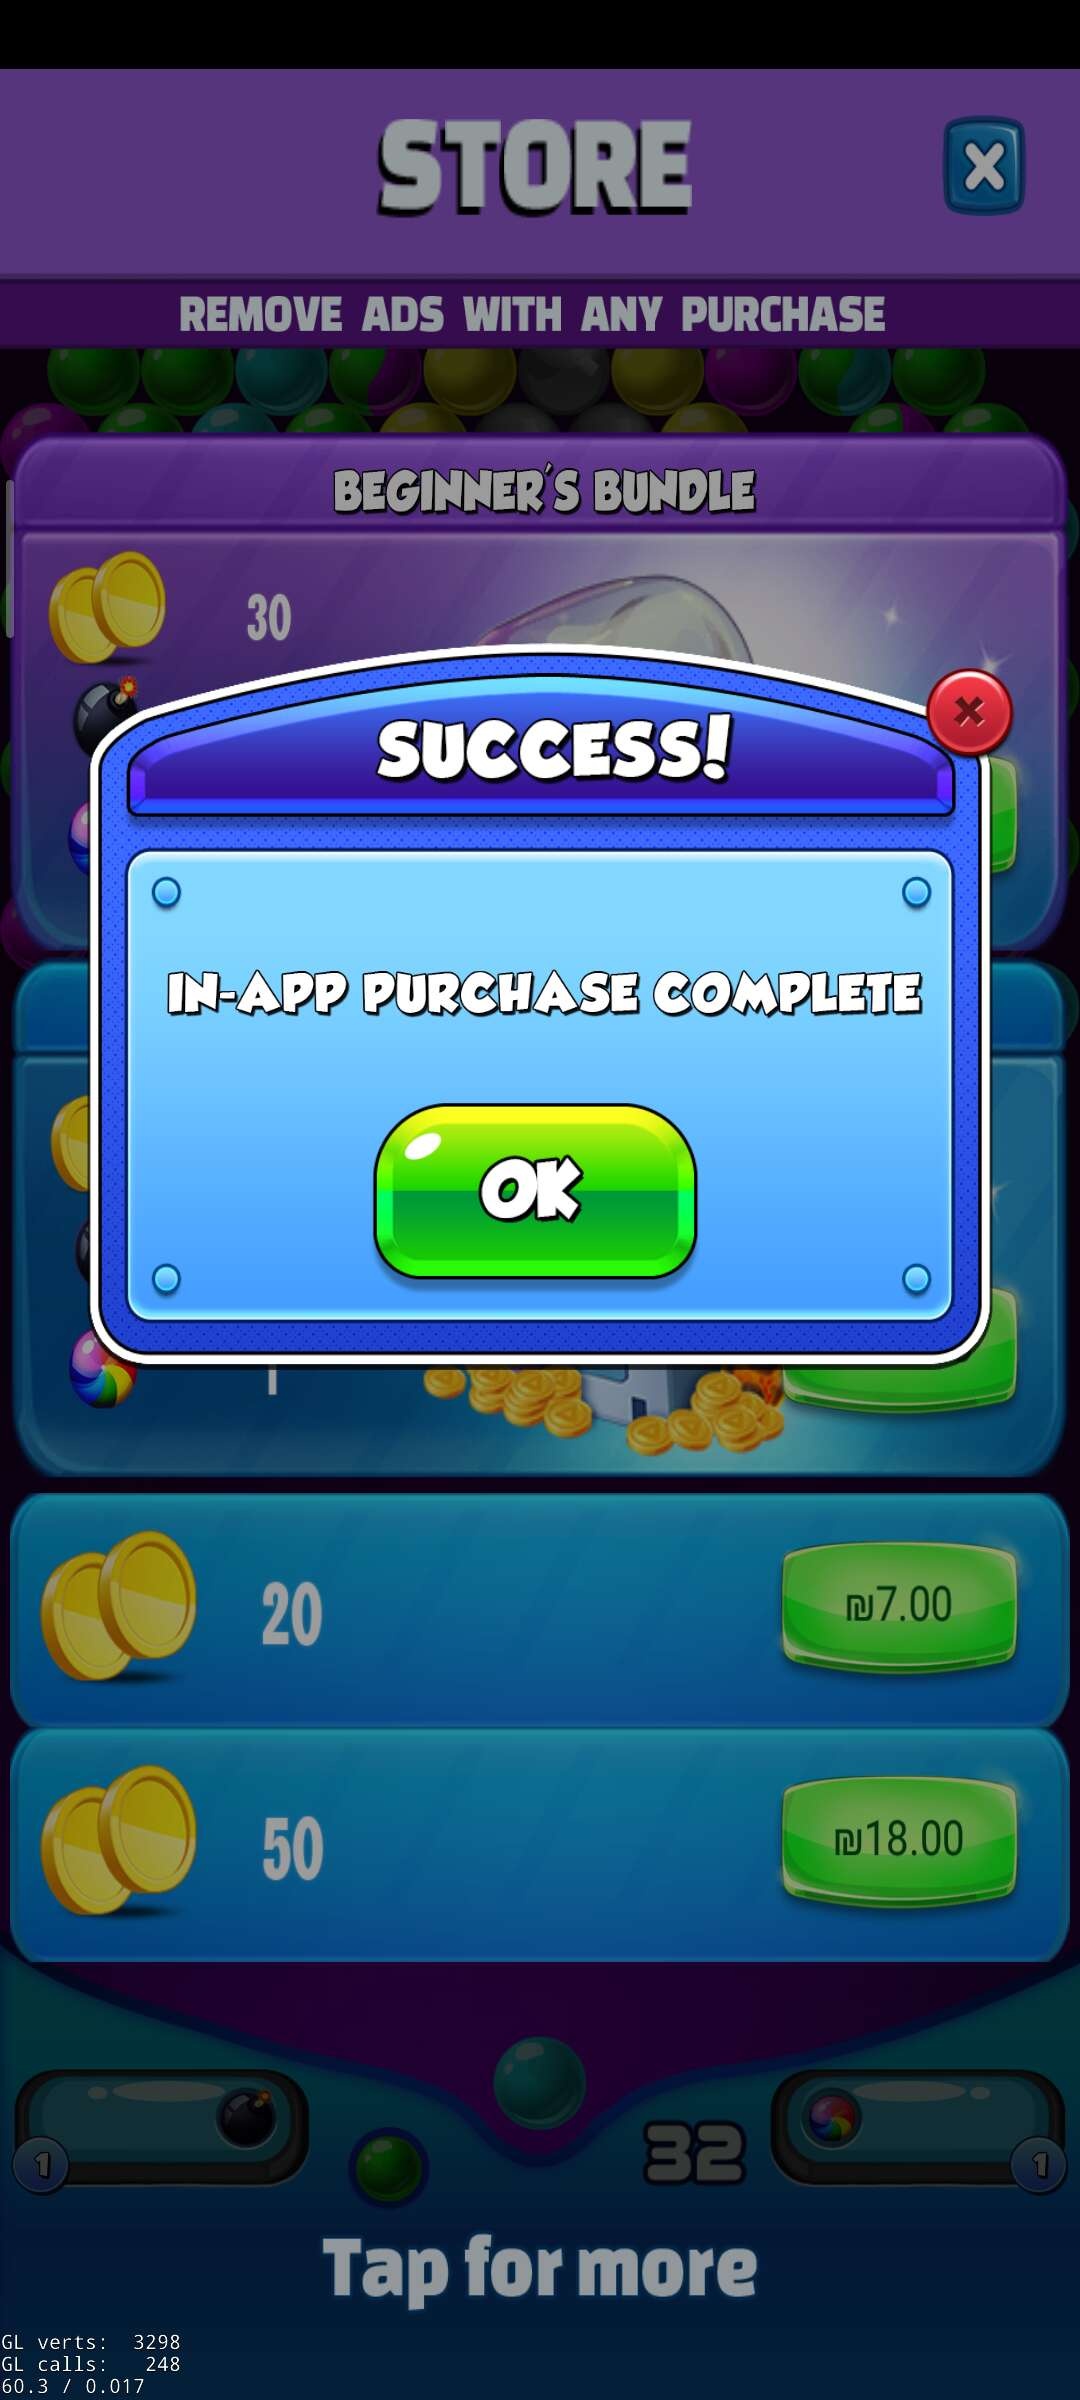 STORE
REMOVE ADS WITH ANY PURCHASE
BEGINNER'S BUNDLE
30
SUCCESS!
IN-APP PURCHASE COMPLETE
OK
1
20
₪7.00
50
₪18.00
32
1
1
Tap for more
GL verts: 3298
GL calls: 248
60.3 / 0.017